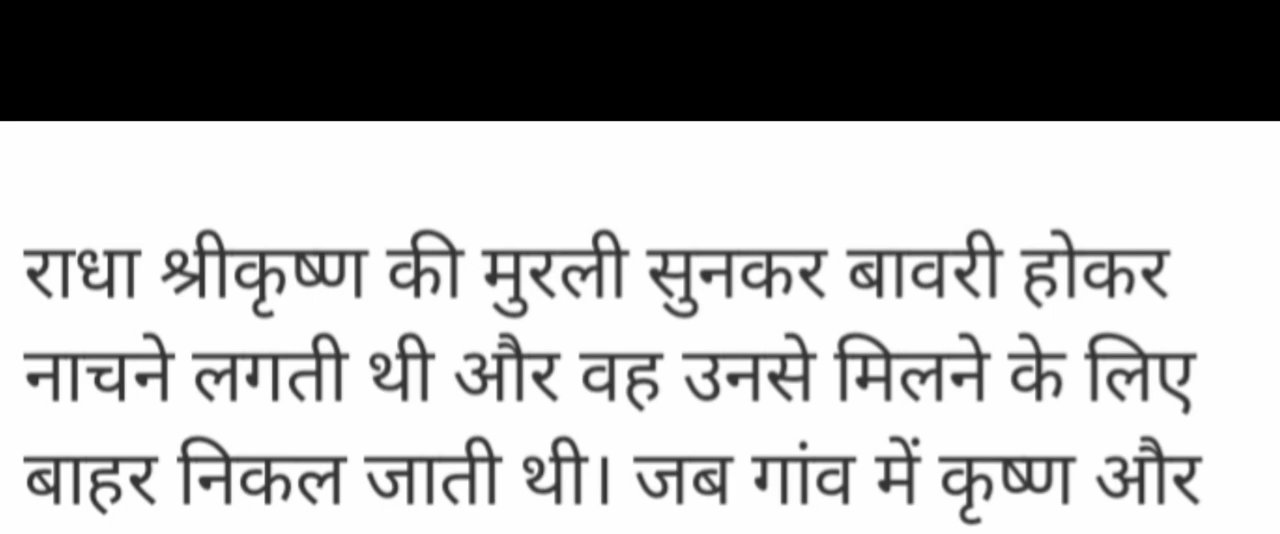 राधा श्रीकृष्ण की मुरली सुनकर बावरी होकर
नाचने लगती थी और वह उनसे मिलने के लिए
बाहर निकल जाती थी। जब गांव में कृष्ण और